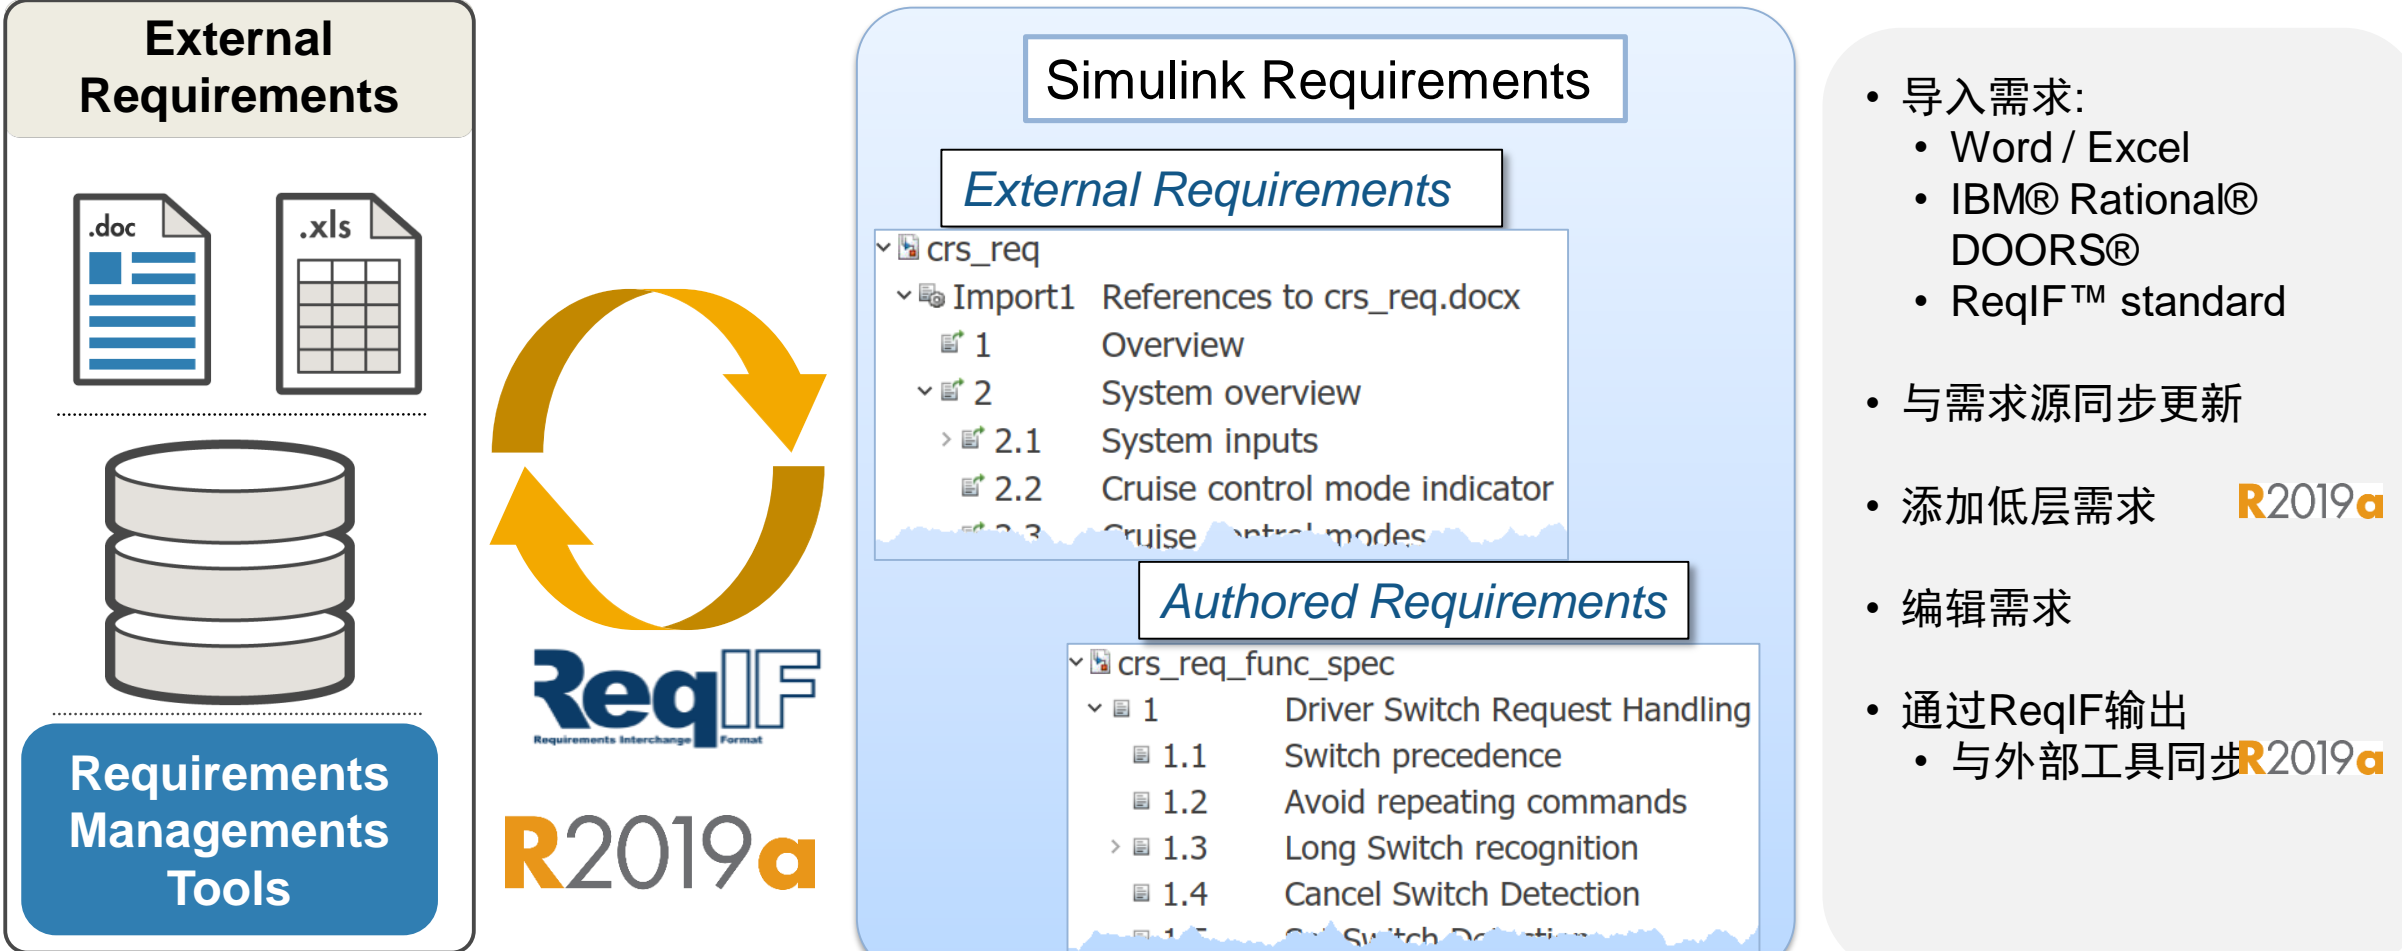 External
Requirements
.doc
.xls
Requirements
Managements
Tools
ReqIF
Requirements Interchange Format
R2019a
Simulink Requirements
External Requirements
crs_req
Import1 References to crs_req.docx
1 Overview
2 System overview
2.1 System inputs
2.2 Cruise control mode indicator
2.3 Cruise control modes
Authored Requirements
crs_req_func_spec
1 Driver Switch Request Handling
1.1 Switch precedence
1.2 Avoid repeating commands
1.3 Long Switch recognition
1.4 Cancel Switch Detection
• 导入需求:
• Word / Excel
• IBM® Rational®
DOORS®
• ReqIF™ standard
• 与需求源同步更新
• 添加低层需求 R2019a
• 编辑需求
• 通过ReqIF输出
• 与外部工具同步 R2019a